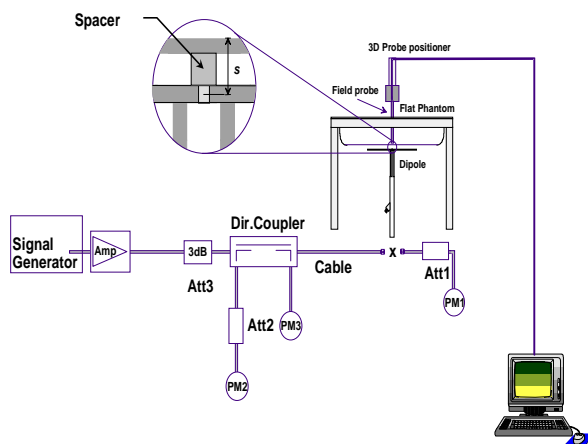 Spacer
s
3D Probe positioner
Field probe
Flat Phantom
Dipole
Dir.Coupler
Signal
Generator
Amp
3dB
Att3
Cable
x
Att1
PM1
Att2
PM3
PM2